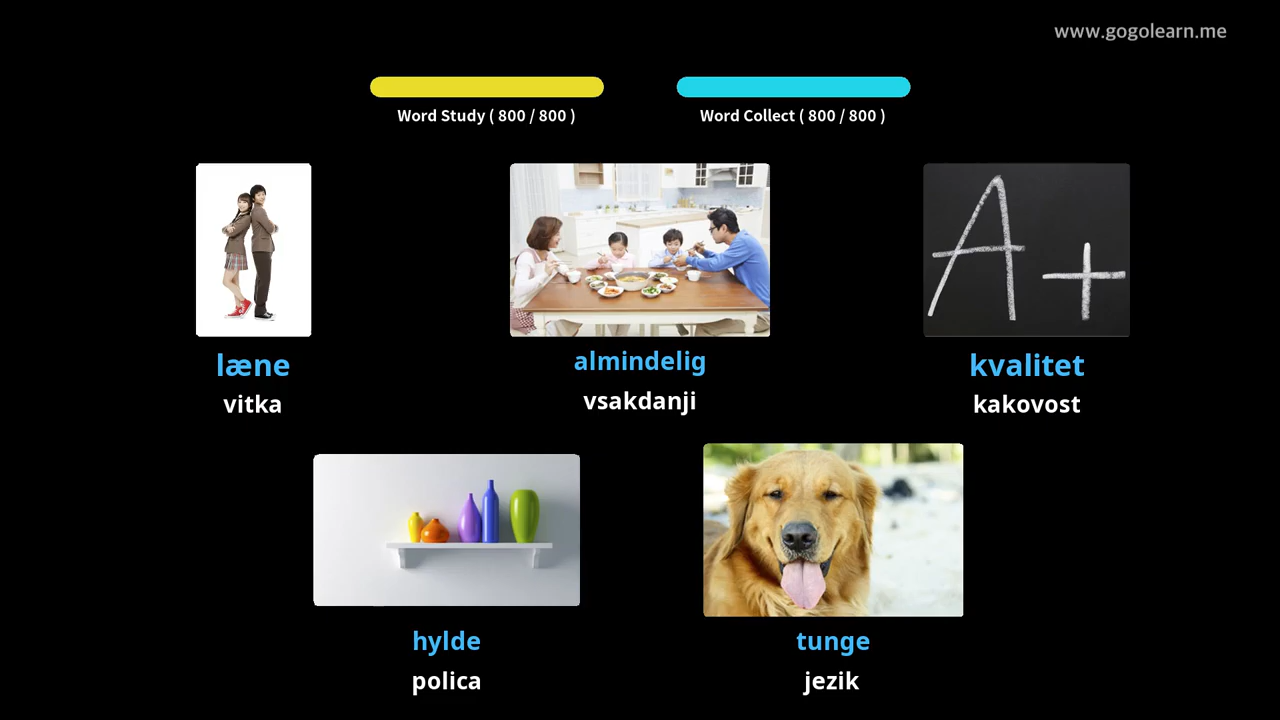 www.gogolearn.me
Word Study ( 800 / 800 )
Word Collect ( 800 / 800 )
A+
læne
vitka
almindelig
vsakdanji
kvalitet
kakovost
hylde
polica
tunge
jezik